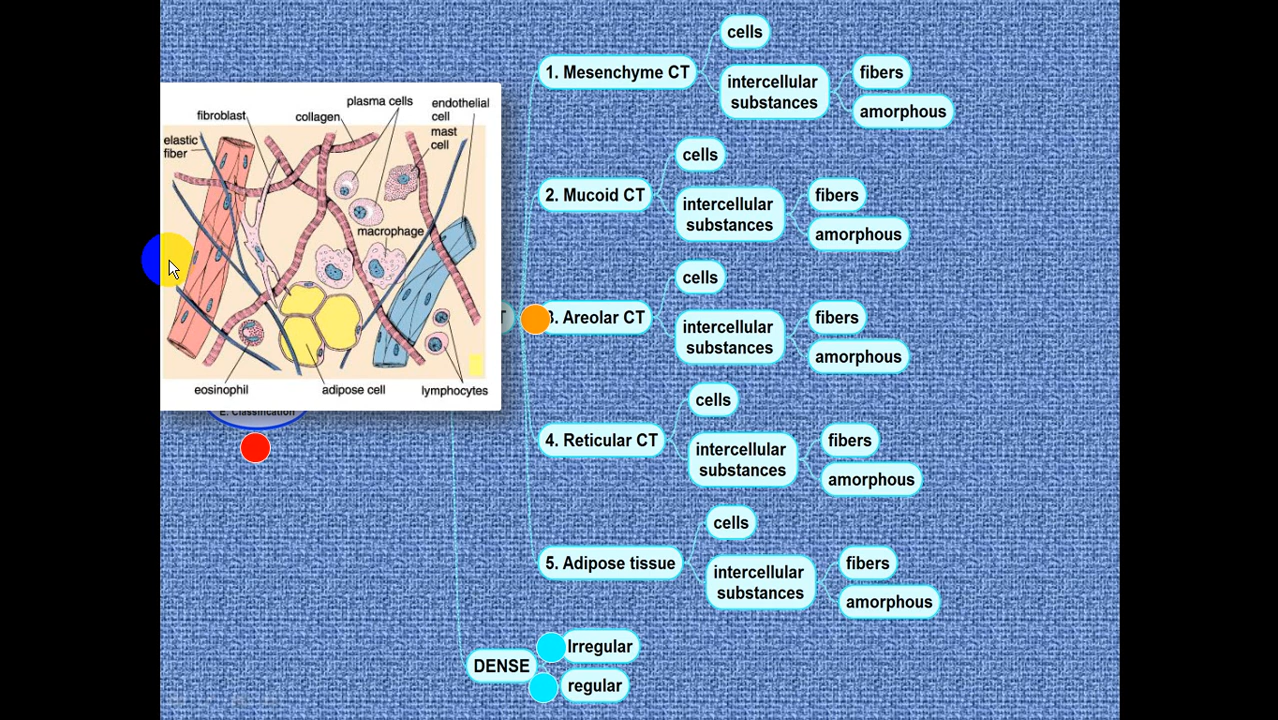 plasma cells
endothelial
cell
fibroblast
collagen
mast
cell
elastic
fiber
macrophage
eosinophil
adipose cell
lymphocytes
E. Classification
1. Mesenchyme CT
cells
intercellular
substances
fibers
amorphous
2. Mucoid CT
cells
intercellular
substances
fibers
amorphous
3. Areolar CT
cells
intercellular
substances
fibers
amorphous
4. Reticular CT
cells
intercellular
substances
fibers
amorphous
5. Adipose tissue
cells
intercellular
substances
fibers
amorphous
DENSE
Irregular
regular